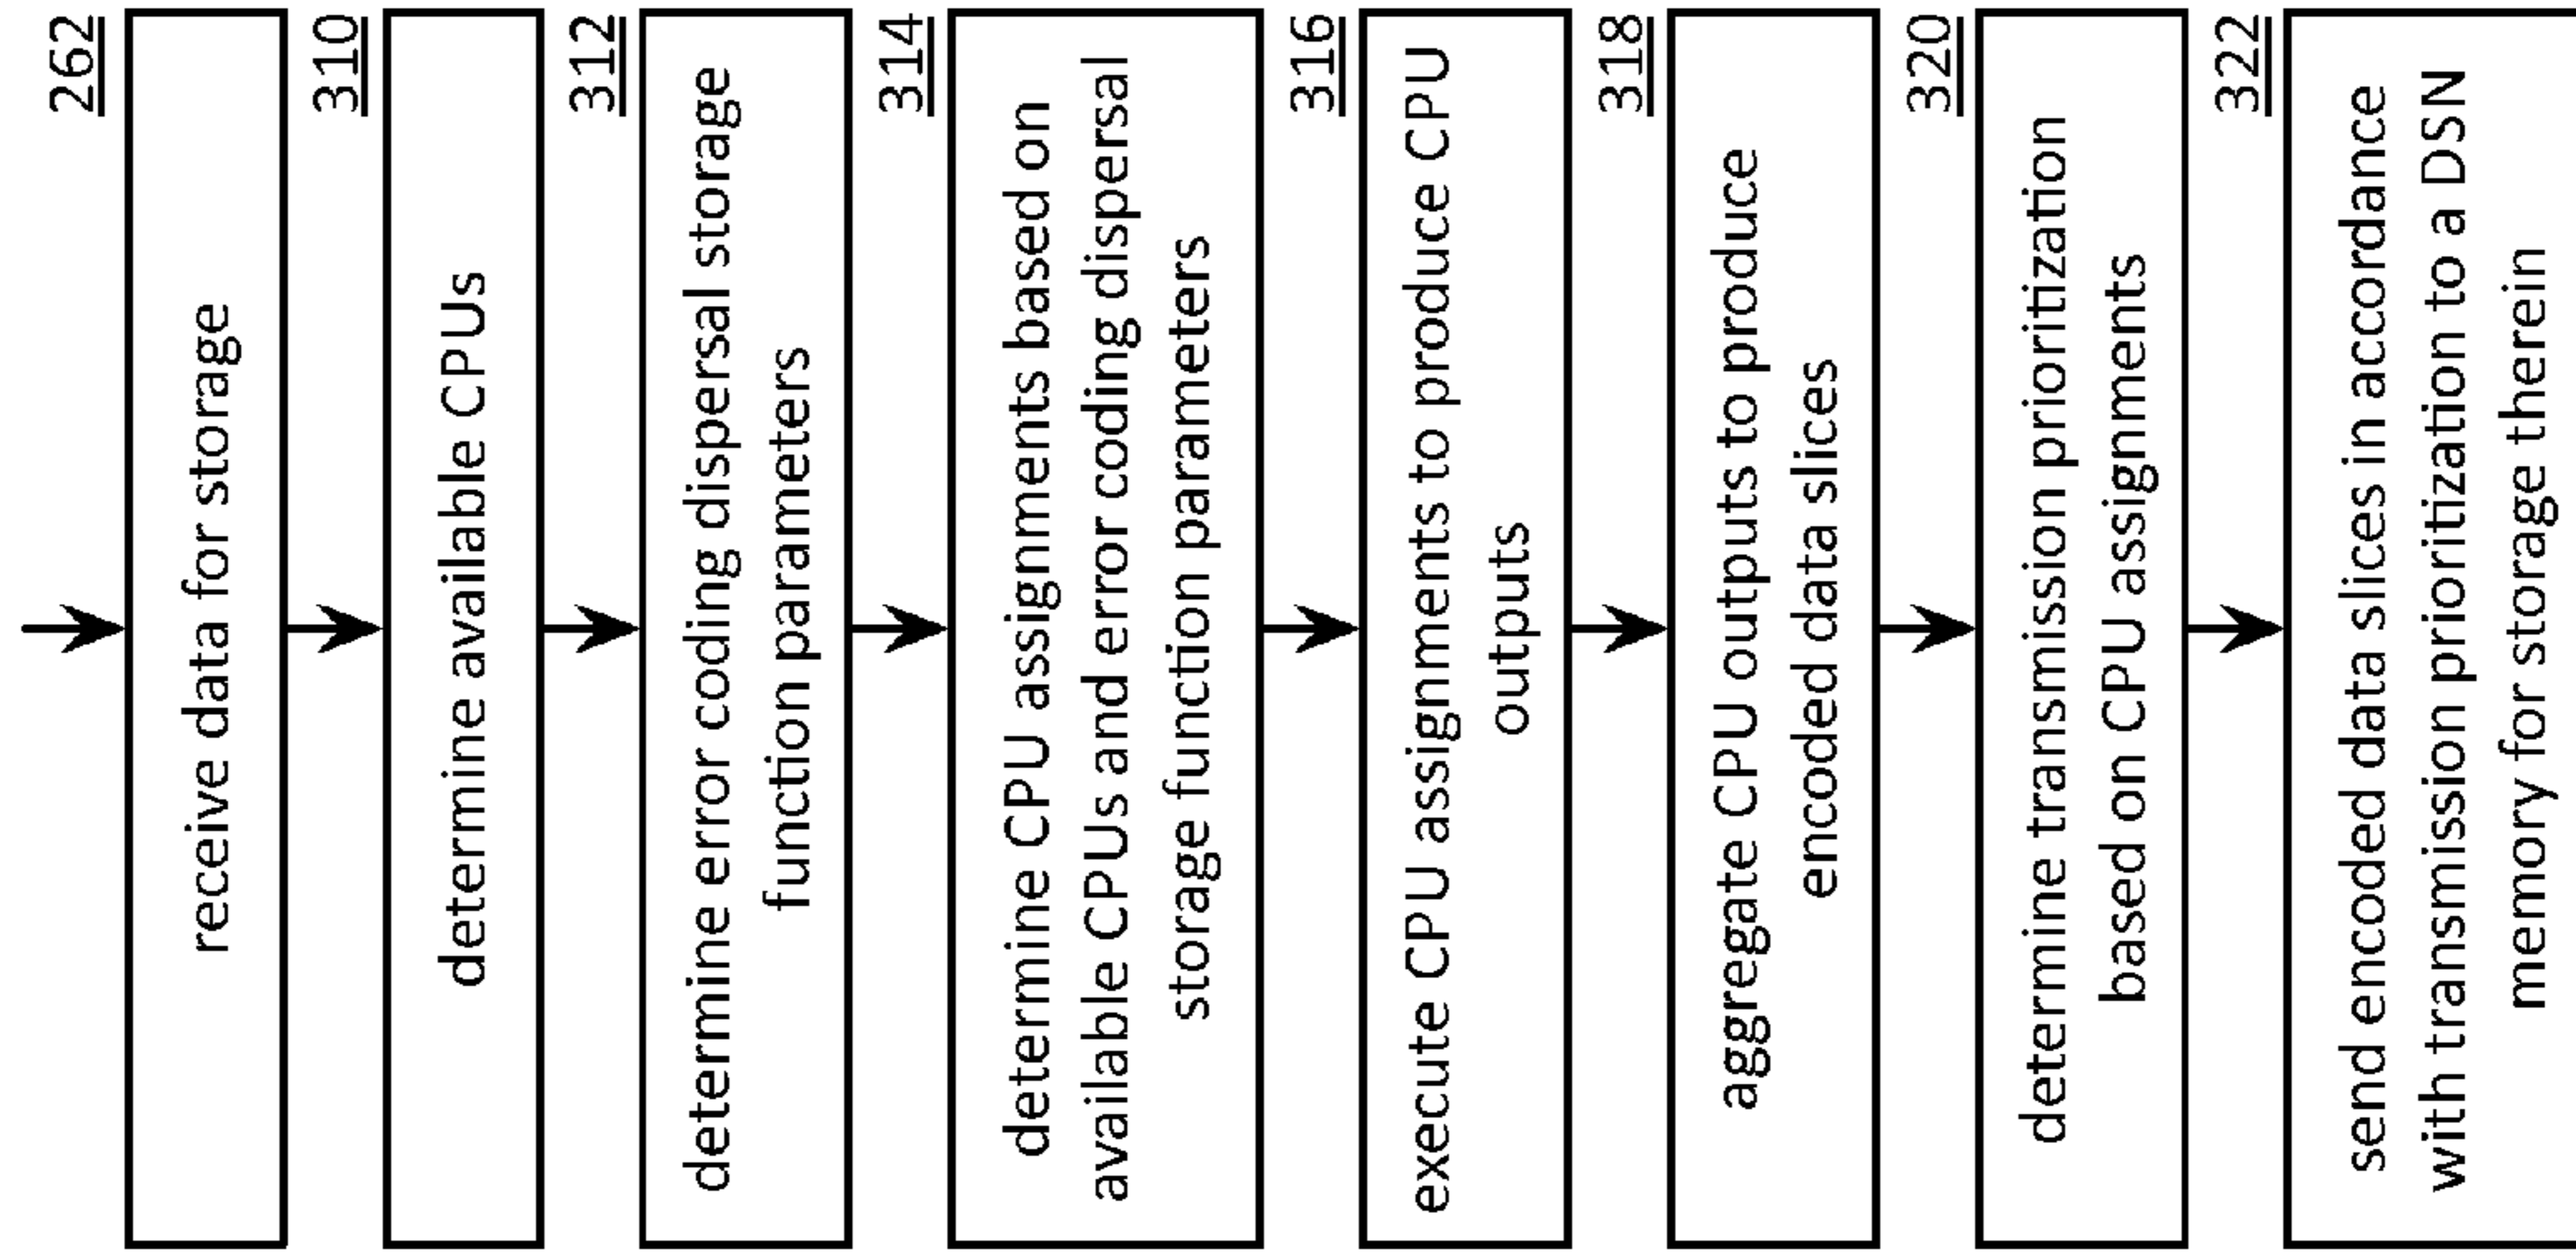 262
receive data for storage
310
determine available CPUs
312
determine error coding dispersal storage
function parameters
314
determine CPU assignments based on
available CPUs and error coding dispersal
storage function parameters
316
execute CPU assignments to produce CPU
outputs
318
aggregate CPU outputs to produce
encoded data slices
320
determine transmission prioritization
based on CPU assignments
322
send encoded data slices in accordance
with transmission prioritization to a DSN
memory for storage therein